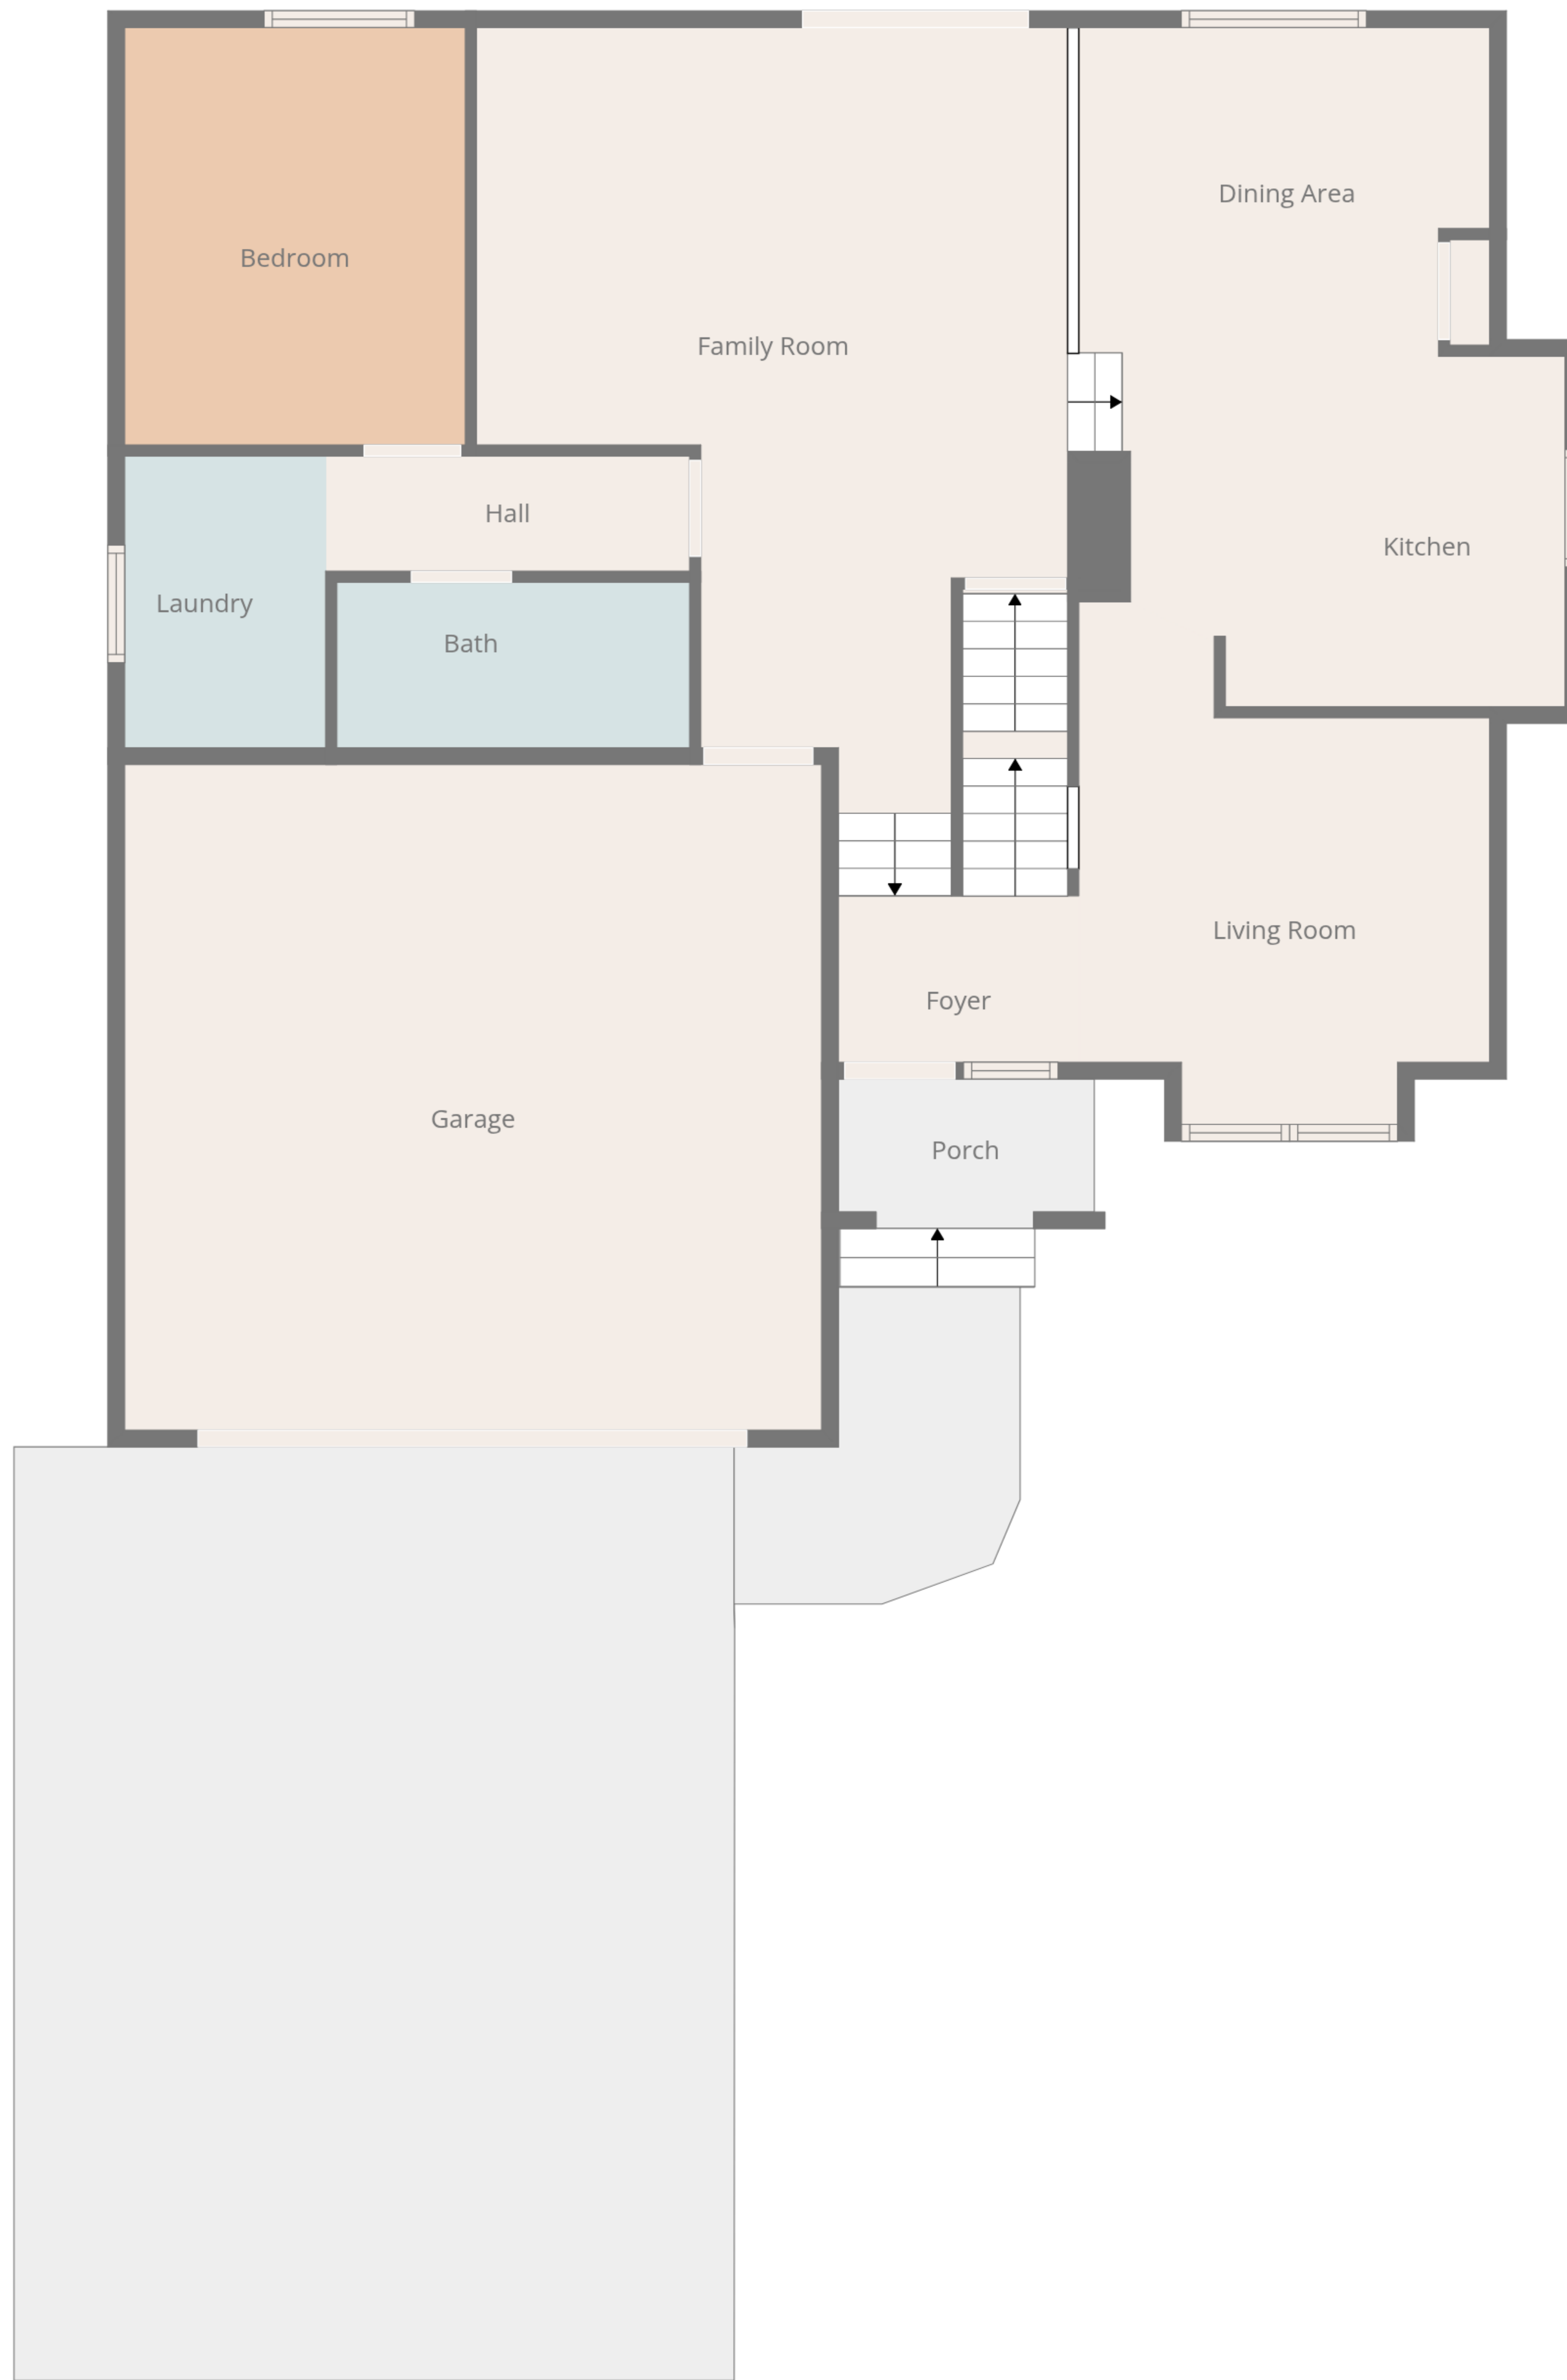 Dining Area
Bedroom
Family Room
Hall
Kitchen
Laundry
Bath
Living Room
Foyer
Garage
Porch